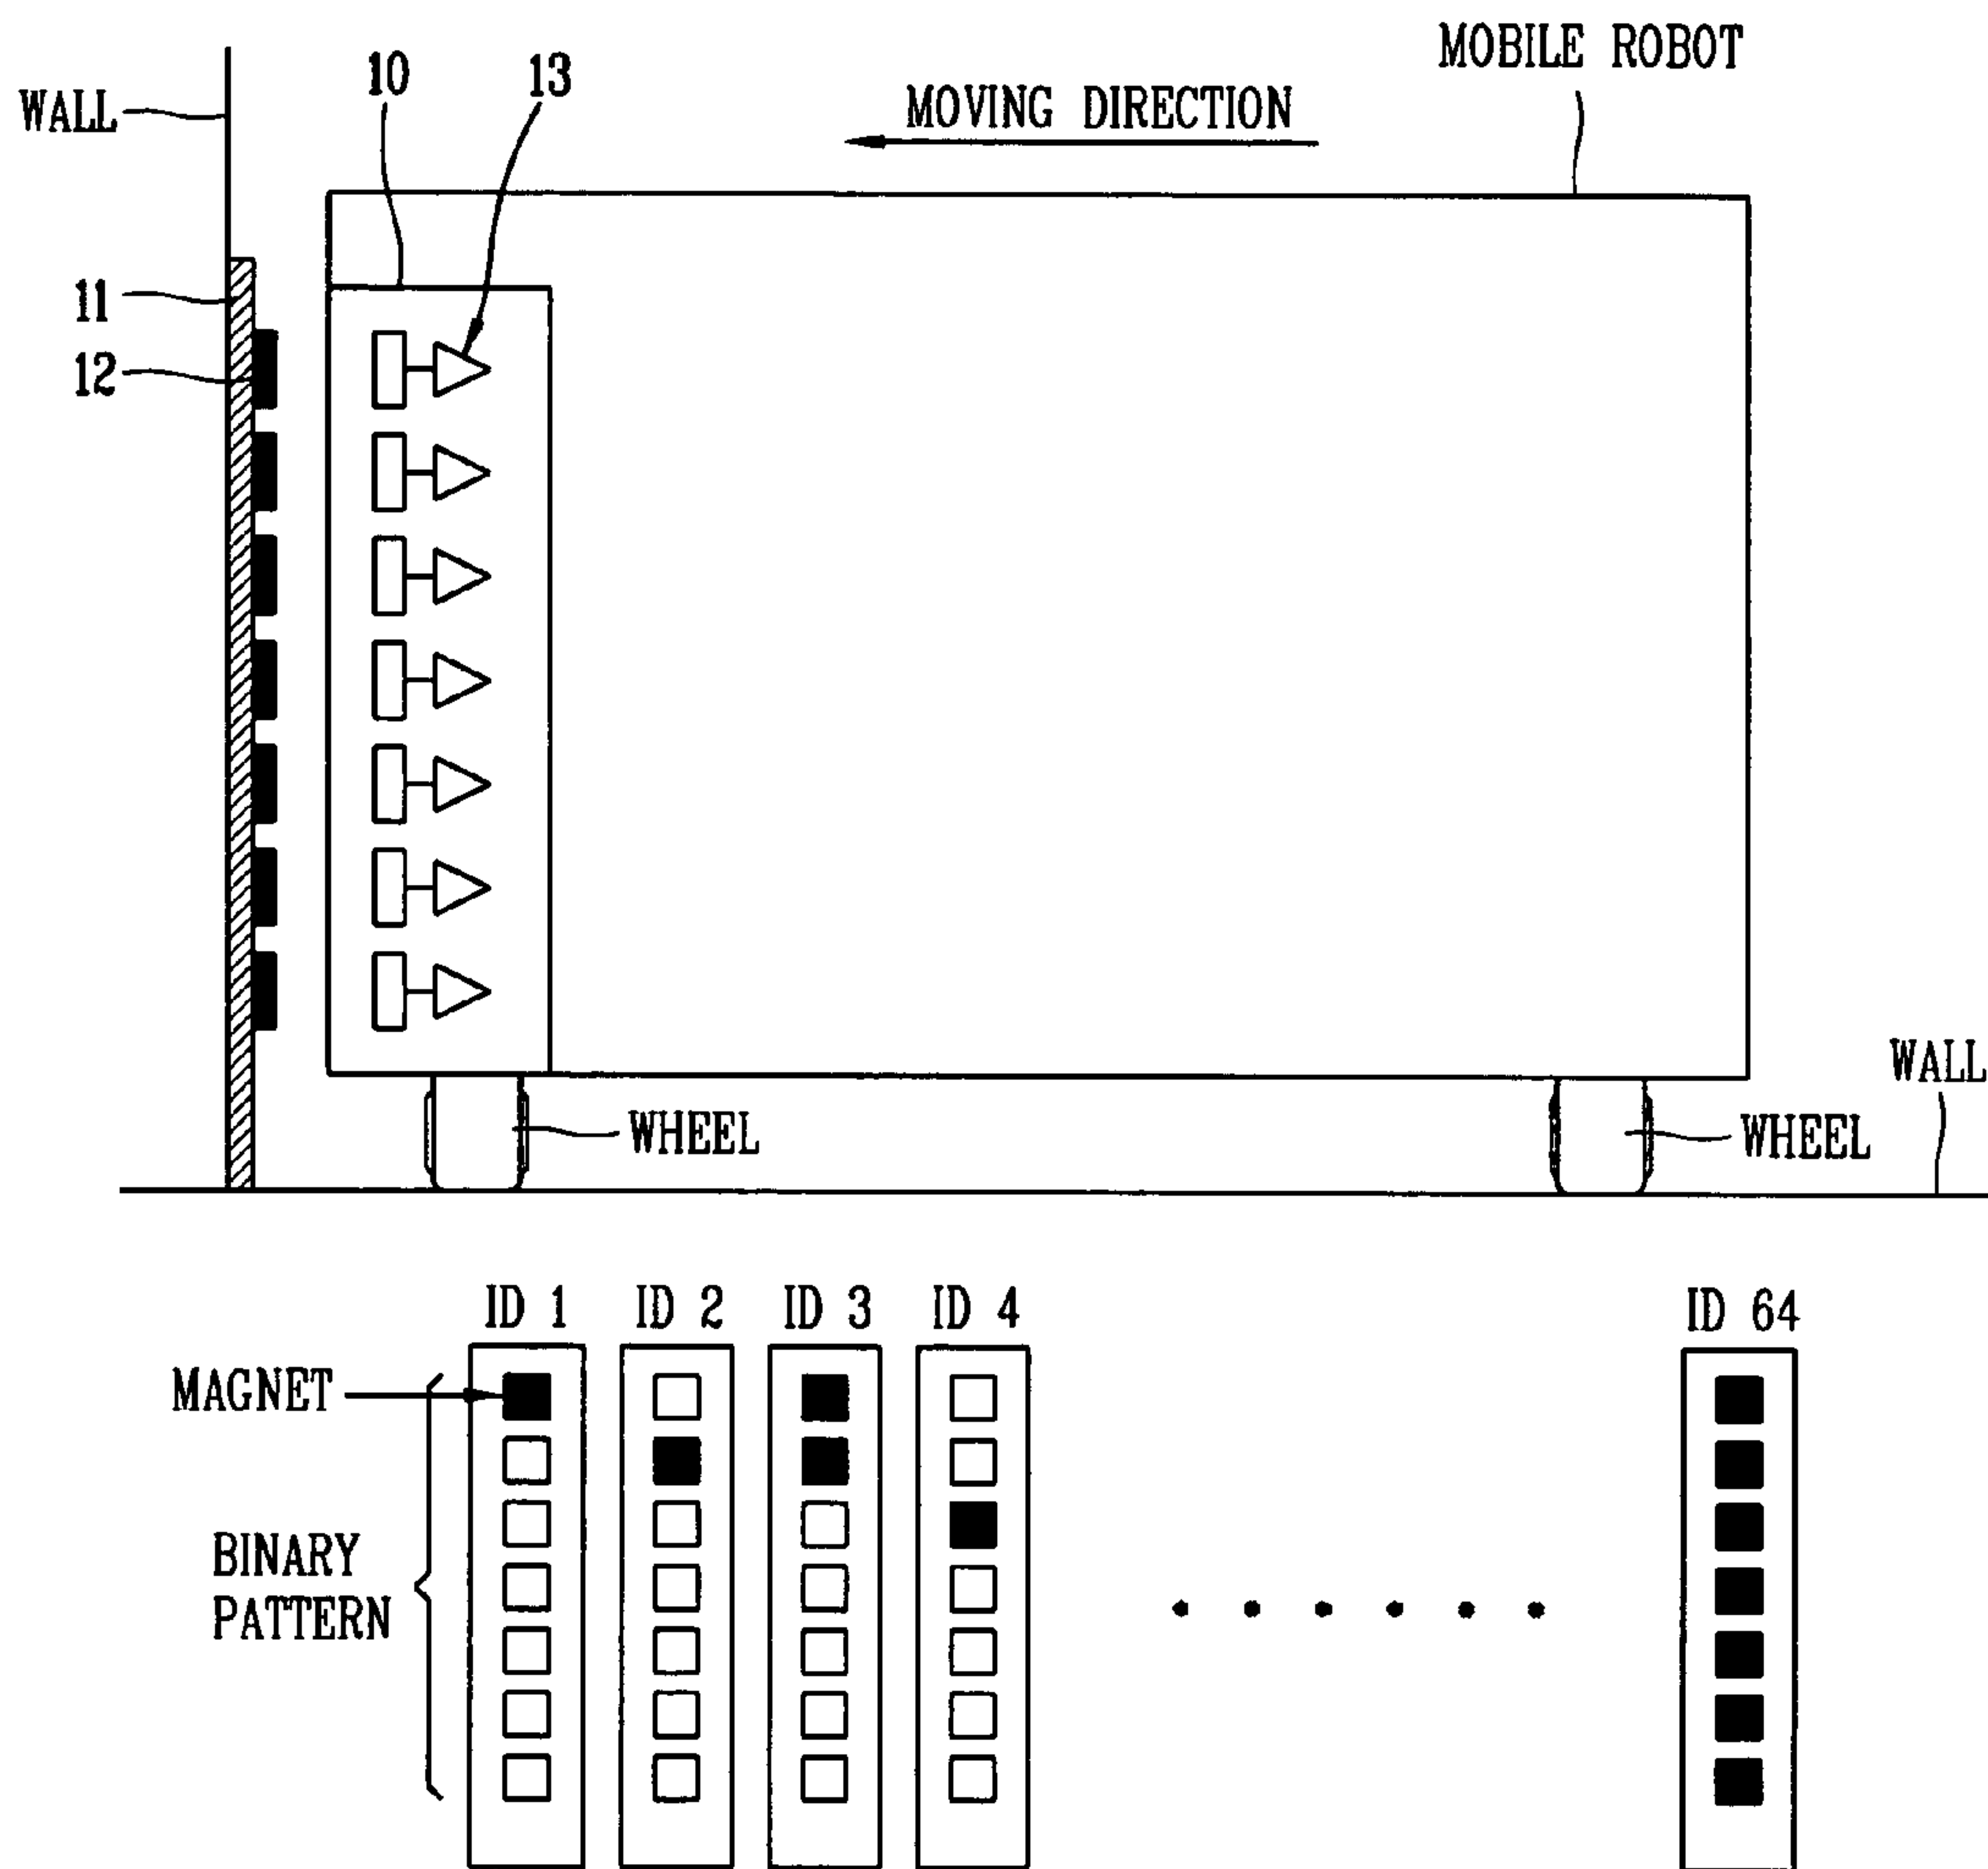 MOBILE ROBOT
10
13
MOVING DIRECTION
WALL
11
12
WALL
WHEEL
WHEEL
ID 1
ID 2
ID 3
ID 4
ID 64
MAGNET
BINARY
PATTERN